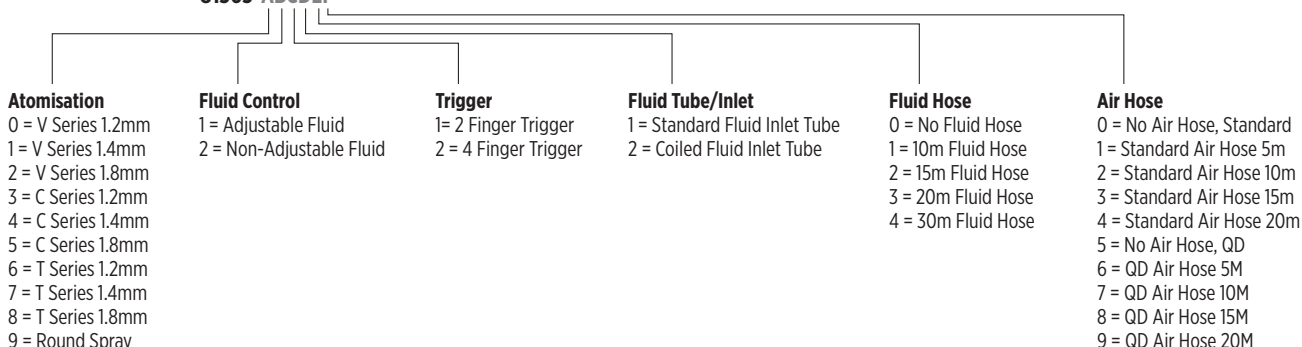 Atomisation
0 = V Series 1.2mm
1 = V Series 1.4mm
2 = V Series 1.8mm
3 = C Series 1.2mm
4 = C Series 1.4mm
5 = C Series 1.8mm
6 = T Series 1.2mm
7 = T Series 1.4mm
8 = T Series 1.8mm
9 = Round Spray
Fluid Control
1 = Adjustable Fluid
2 = Non-Adjustable Fluid
Trigger
1= 2 Finger Trigger
2 = 4 Finger Trigger
Fluid Tube/Inlet
1 = Standard Fluid Inlet Tube
2 = Coiled Fluid Inlet Tube
Fluid Hose
0 = No Fluid Hose
1 = 10m Fluid Hose
2 = 15m Fluid Hose
3 = 20m Fluid Hose
4 = 30m Fluid Hose
Air Hose
0 = No Air Hose, Standard
1 = Standard Air Hose 5m
2 = Standard Air Hose 10m
3 = Standard Air Hose 15m
4 = Standard Air Hose 20m
5 = No Air Hose, QD
6 = QD Air Hose 5M
7 = QD Air Hose 10M
8 = QD Air Hose 15M
9 = QD Air Hose 20M